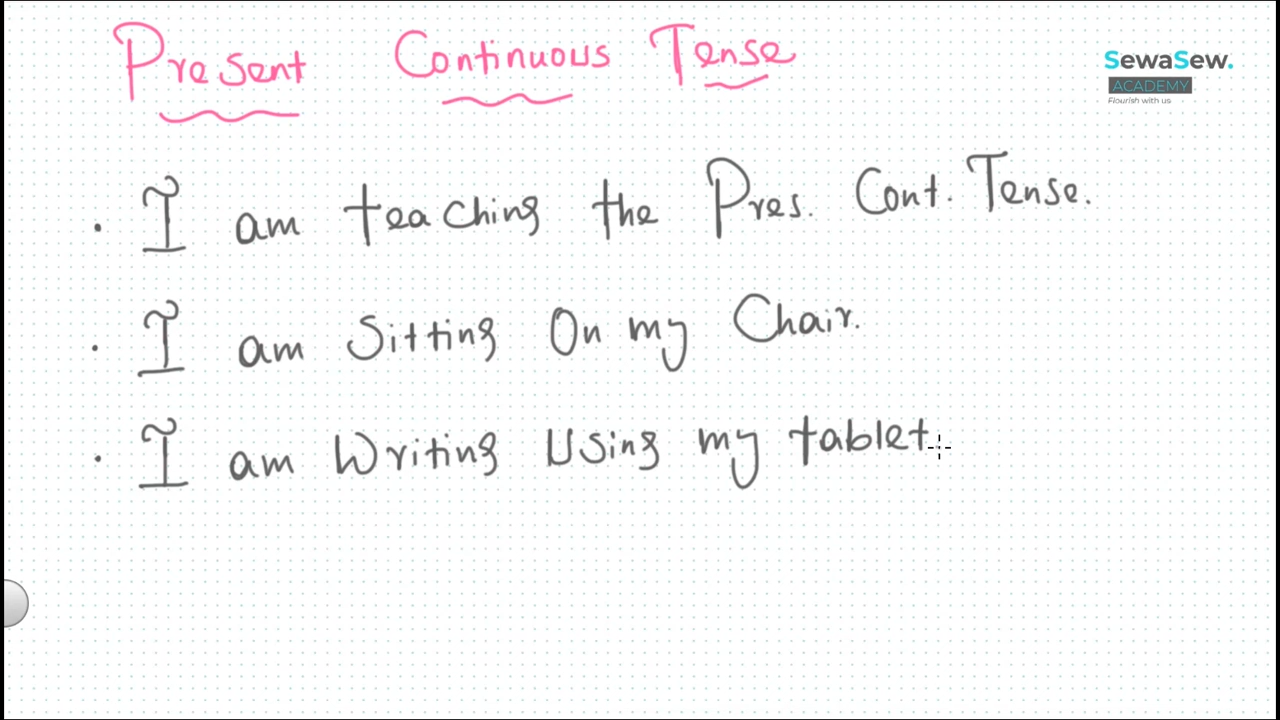 Present Continuous Tense
SewaSew.
ACADEMY
Flourish with us
· I am teaching the Pres. Cont. Tense.
· I am Sitting On my Chair.
· I am Writing Using my tablet.